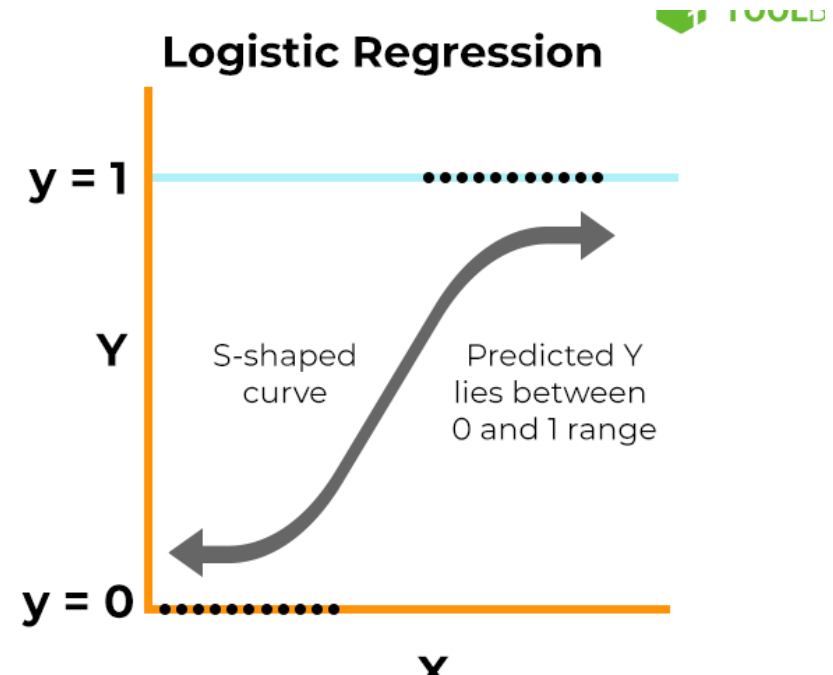 Logistic Regression
y = 1
Y
S-shaped
curve
Predicted Y
lies between
0 and 1 range
y = 0
X